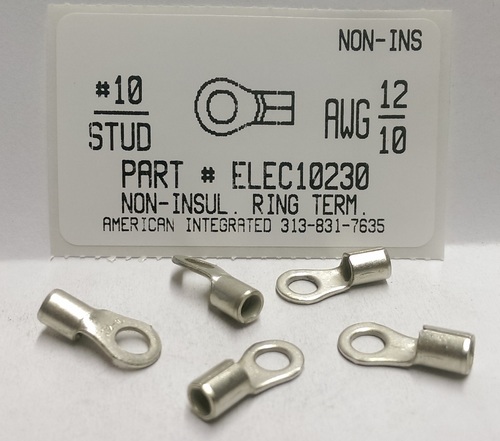 NON-INS
#10
STUD
AWG 12
10
PART # ELEC10230
NON-INSUL. RING TERM.
AMERICAN INTEGRATED 313-831-7635